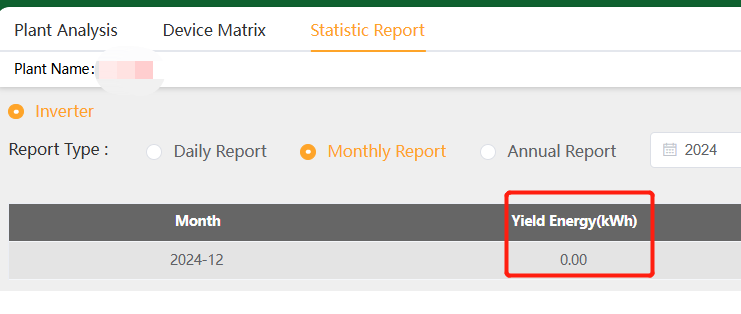 Plant Analysis Device Matrix Statistic Report
Plant Name:
Inverter
Report Type : Daily Report Monthly Report Annual Report 2024
Month Yield Energy(kWh)
2024-12 0.00